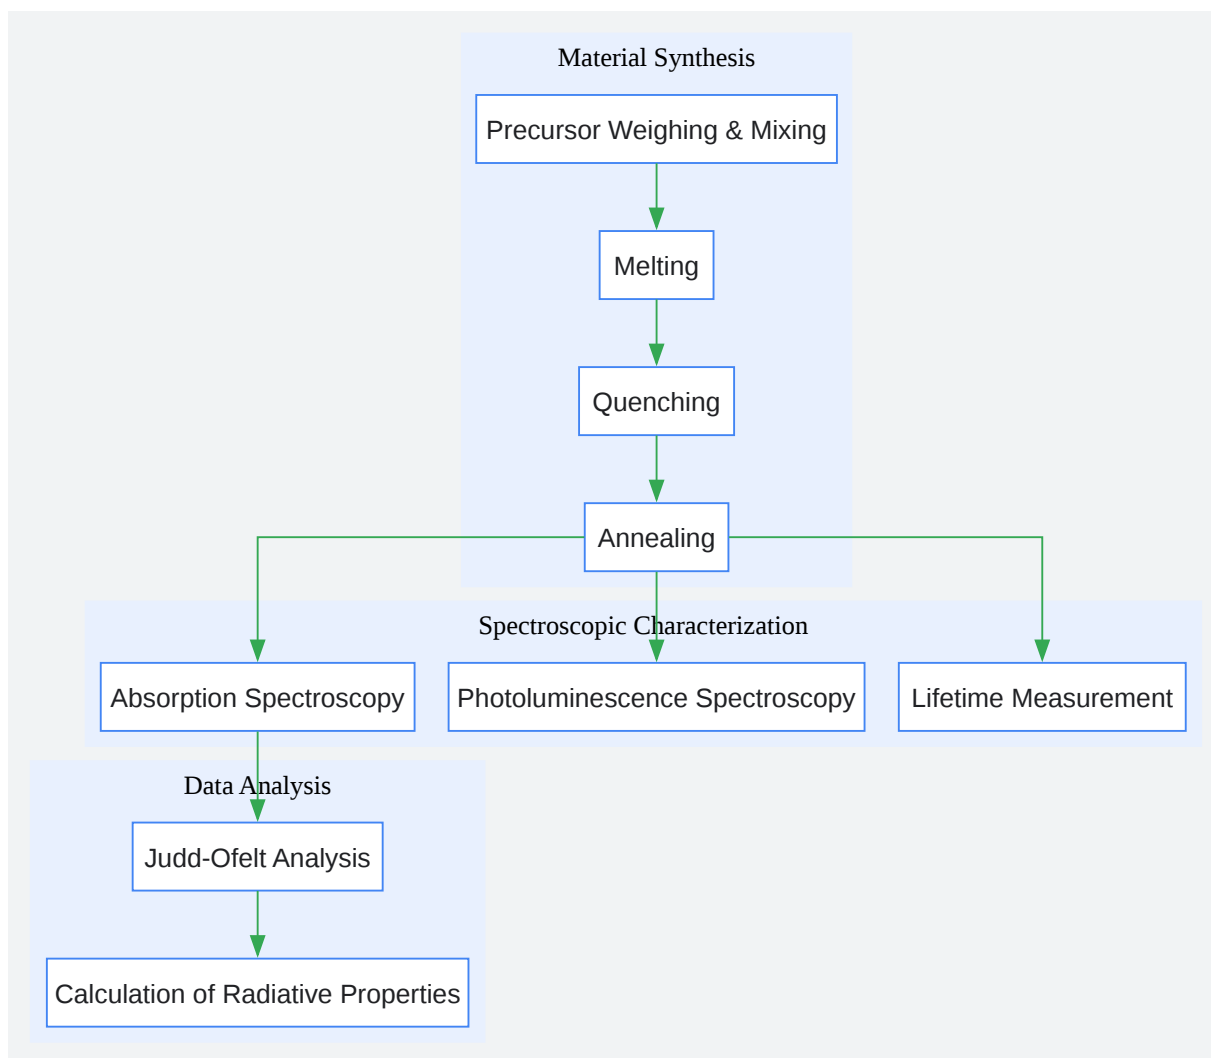 Material Synthesis
Precursor Weighing & Mixing
Melting
Quenching
Annealing
Spectroscopic Characterization
Absorption Spectroscopy
Photoluminescence Spectroscopy
Lifetime Measurement
Data Analysis
Judd-Ofelt Analysis
Calculation of Radiative Properties